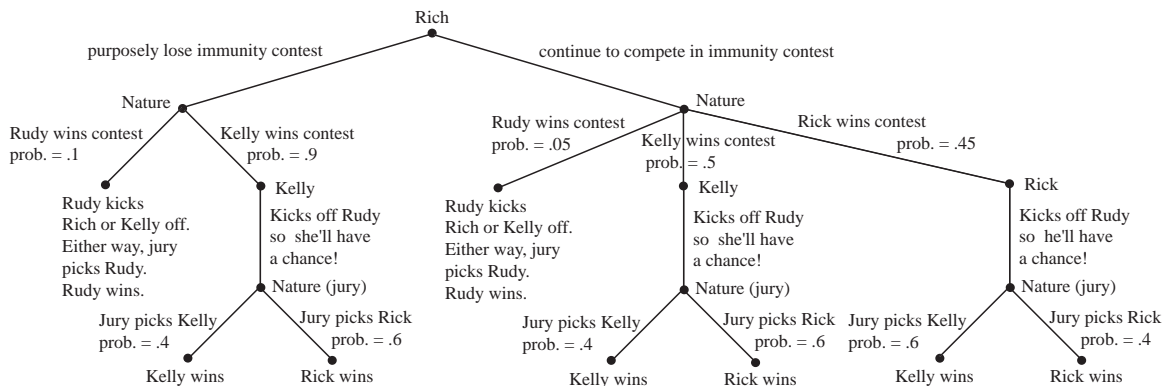 Rich
purposely lose immunity contest
continue to compete in immunity contest
Nature
Nature
Rudy wins contest
prob. = .1
Kelly wins contest
prob. = .9
Rudy wins contest
prob. = .05
Kelly wins contest
prob. = .5
Rick wins contest
prob. = .45
Rudy kicks
Rich or Kelly off.
Either way, jury
picks Rudy.
Rudy wins.
Kelly
Kicks off Rudy
so she'll have
a chance!
Nature (jury)
Jury picks Kelly
prob. = .4
Jury picks Rick
prob. = .6
Kelly wins
Rick wins
Rudy kicks
Rich or Kelly off.
Either way, jury
picks Rudy.
Rudy wins.
Kelly
Kicks off Rudy
so she'll have
a chance!
Nature (jury)
Jury picks Kelly
prob. = .4
Jury picks Rick
prob. = .6
Kelly wins
Rick wins
Rick
Kicks off Rudy
so he'll have
a chance!
Nature (jury)
Jury picks Kelly
prob. = .6
Jury picks Rick
prob. = .4
Kelly wins
Rick wins